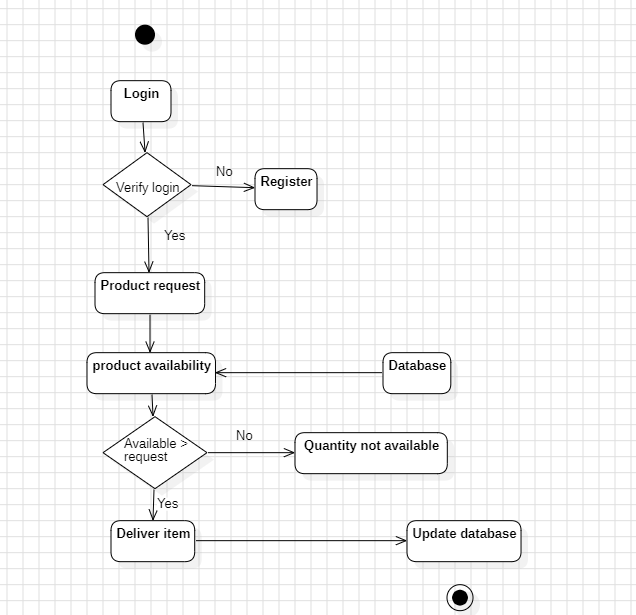 Login
Verify login
No
Register
Yes
Product request
product availability
Database
Available >
request
No
Quantity not available
Yes
Deliver item
Update database